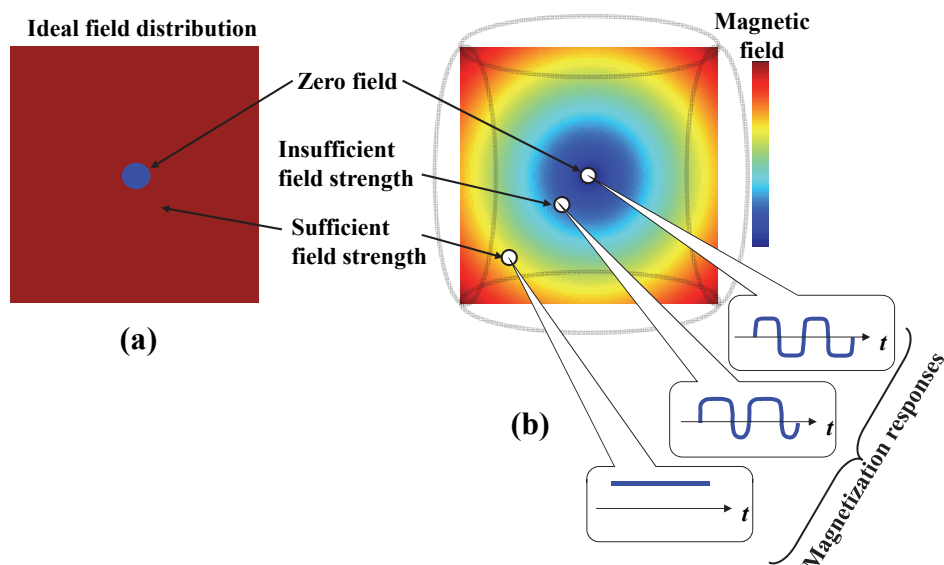 Ideal field distribution
Zero field
Insufficient
field strength
Sufficient
field strength
(a)
Magnetic
field
t
t
t
(b)
Magnetization responses